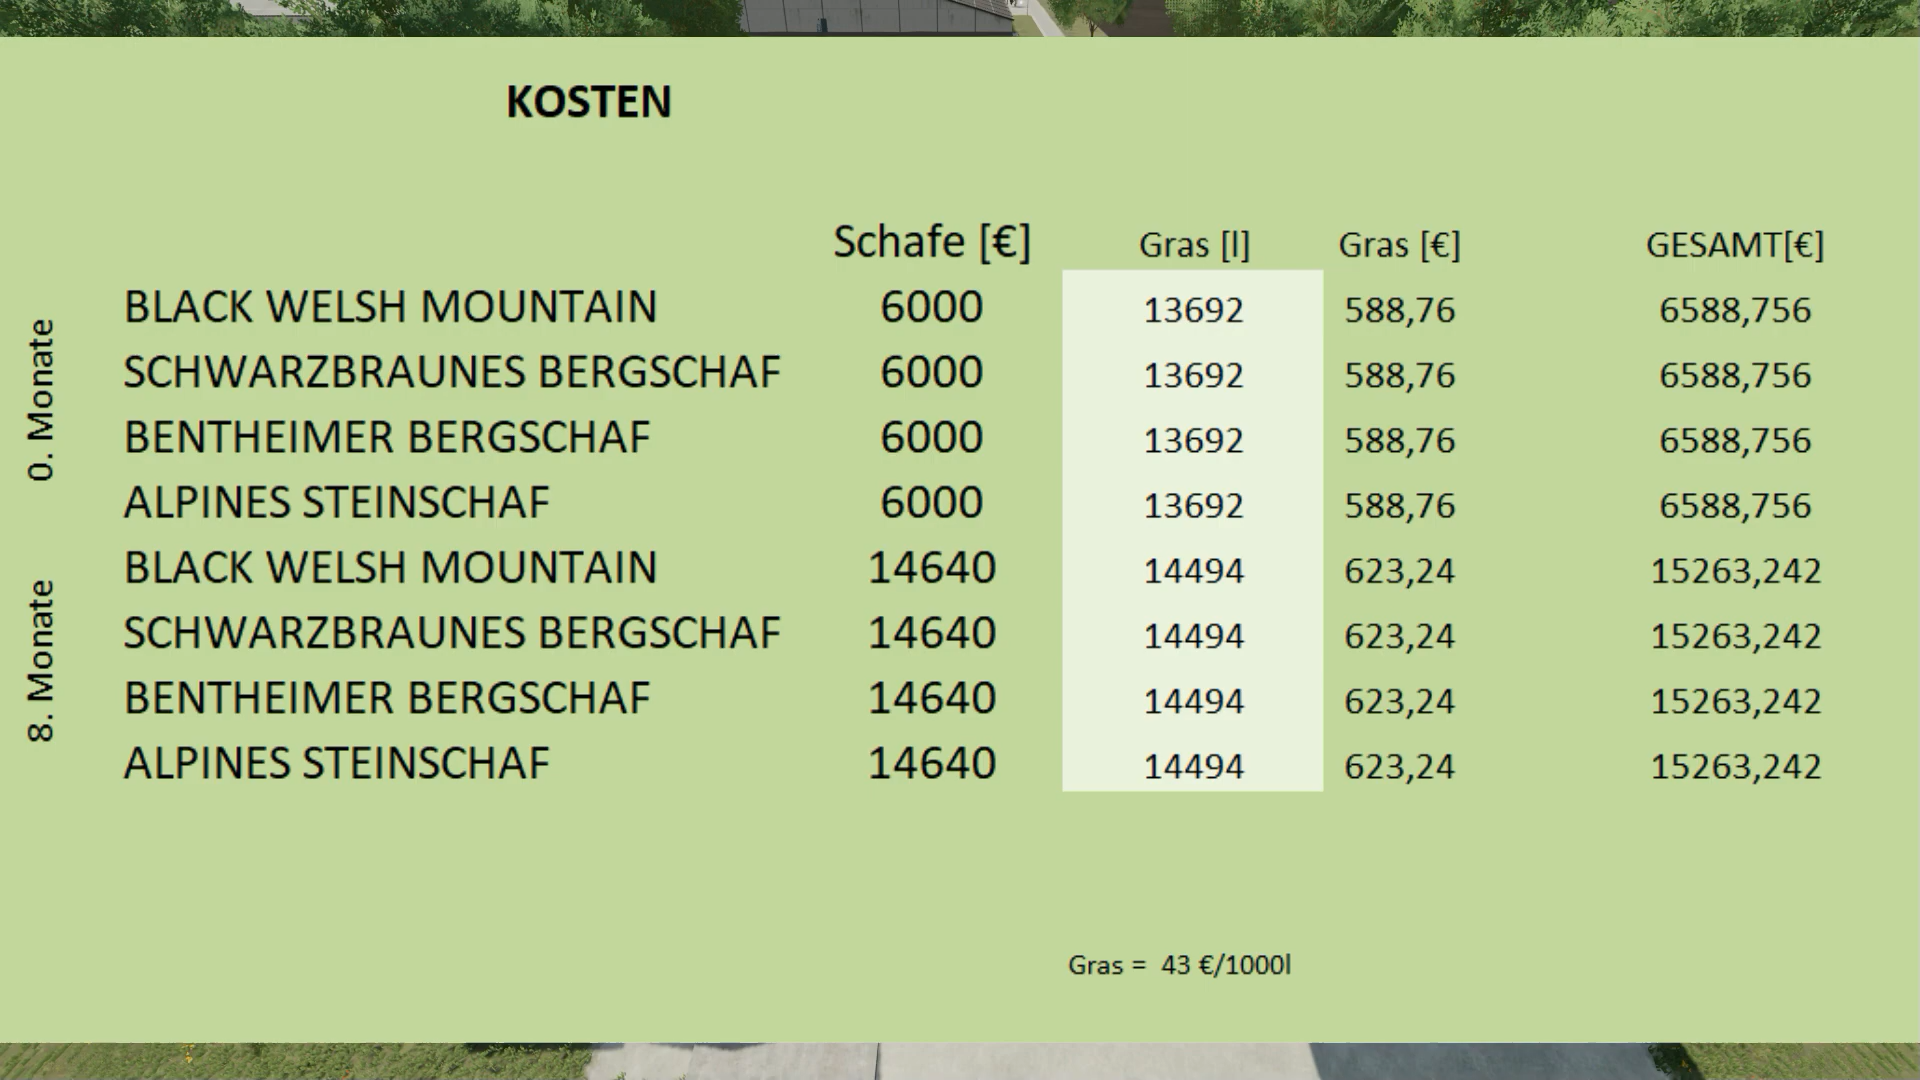 KOSTEN
Schafe [€] Gras [l] Gras [€] GESAMT[€]
0. Monate
BLACK WELSH MOUNTAIN 6000 13692 588,76 6588,756
SCHWARZBRAUNES BERGSCHAF 6000 13692 588,76 6588,756
BENTHEIMER BERGSCHAF 6000 13692 588,76 6588,756
ALPINES STEINSCHAF 6000 13692 588,76 6588,756
8. Monate
BLACK WELSH MOUNTAIN 14640 14494 623,24 15263,242
SCHWARZBRAUNES BERGSCHAF 14640 14494 623,24 15263,242
BENTHEIMER BERGSCHAF 14640 14494 623,24 15263,242
ALPINES STEINSCHAF 14640 14494 623,24 15263,242
Gras = 43 €/1000l